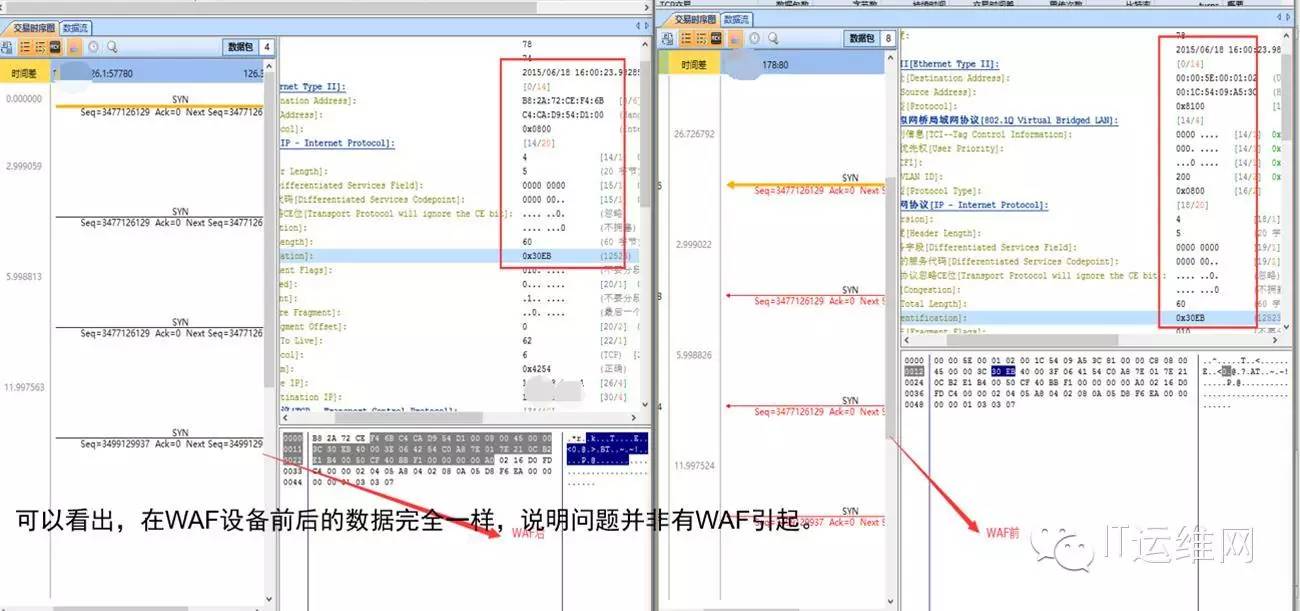 交易时序图 数据流
数据包 4
时间差
26.1:57780
126.3
0.000000
SYN
Seq=3477126129 Ack=0 Next Seq=3477126
2.999059
SYN
Seq=3477126129 Ack=0 Next Seq=3477126
5.998813
SYN
Seq=3477126129 Ack=0 Next Seq=3477126
11.997563
SYN
Seq=3499129937 Ack=0 Next Seq=3499129
78
2015/06/18 16:00:23.9828
rnet Type II]:
[0/14]
nation Address]:
B8:2A:72:CE:F4:6B
Address]:
C4:CA:D9:54:D1:00
col]:
0x0800
[IP - Internet Protocol]:
[14/20]
4 [14/1
r Length]:
5 (20 字节
ifferentiated Services Field]:
0000 0000 [15/1
代码[Differentiated Services Codepoint]:
0000 00.. [15/1
略CE位[Transport Protocol will ignore the CE bit]:
.... ..0. (忽略
tion]:
.... ...0 (不拥塞
ength]:
60 (60 字节
ation]:
0x30EB (1252
ent Flags]:
010. .... (不要分段
ed]:
0... .... [20/1]
nt]:
.1.. .... (不要分段
re Fragment]:
..0. .... (最后一个
gment Offset]:
0 [20/2]
To Live]:
62 [22/1]
col]:
6 (TCP)
m]:
0x4254 (正确)
e IP]:
[26/4]
tination IP]:
[30/4]
0000 B8 2A 72 CE F4 6B C4 CA D9 54 D1 00 08 00 45 00 00
0011 3C 30 EB 40 00 3E 06 42 54 C0 A8 7E 01 7E 21 0C B2
0022 E1 B4 00 50 CF 40 BB F1 00 00 00 00 A0 02 16 D0 FD
0033 C4 00 00 02 04 05 A8 04 02 08 0A 05 D8 F6 EA 00 00
0044 00 00 01 03 03 07
WAF后
交易时序图 数据流
数据包 8
时间差
178:80
26.726792
SYN
Seq=3477126129 Ack=0 Next S
2.999022
SYN
Seq=3477126129 Ack=0 Next S
5.998826
SYN
Seq=3477126129 Ack=0 Next S
11.997524
SYN
78
2015/06/18 16:00:23.98
II[Ethernet Type II]:
[0/14]
[Destination Address]:
00:00:5E:00:01:02
Source Address]:
00:1C:54:09:A5:3C
[Protocol]:
0x8100
拟网桥局域网协议[802.1Q Virtual Bridged LAN]:
[14/4]
制信息[TCI--Tag Control Information]:
0000 .... [14/1
优先权[User Priority]:
000. .... [14/1
CFI]:
...0 .... [14/1
VLAN ID]:
200 [14/2
[Protocol Type]:
0x0800 [16/2
网协议[IP - Internet Protocol]:
[18/20]
rsion]:
4 [18/1]
[Header Length]:
5 (20 字
务字段[Differentiated Services Field]:
0000 0000 [19/1]
的服务代码[Differentiated Services Codepoint]:
0000 00.. [19/1]
协议忽略CE位[Transport Protocol will ignore the CE bit]:
.... ..0. (忽略)
[Congestion]:
.... ...0 (不拥塞
Total Length]:
60 (60 字
entification]:
0x30EB (12523
0000 00 00 5E 00 01 02 00 1C 54 09 A5 3C 81 00 00 C8 08 00
0012 45 00 00 3C 30 EB 40 00 3F 06 41 54 C0 A8 7E 01 7E 21
0024 0C B2 E1 B4 00 50 CF 40 BB F1 00 00 00 00 A0 02 16 D0
0036 FD C4 00 00 02 04 05 A8 04 02 08 0A 05 D8 F6 EA 00 00
0048 00 00 01 03 03 07
WAF前
可以看出，在WAF设备前后的数据完全一样，说明问题并非有WAF引起。
IT运维网